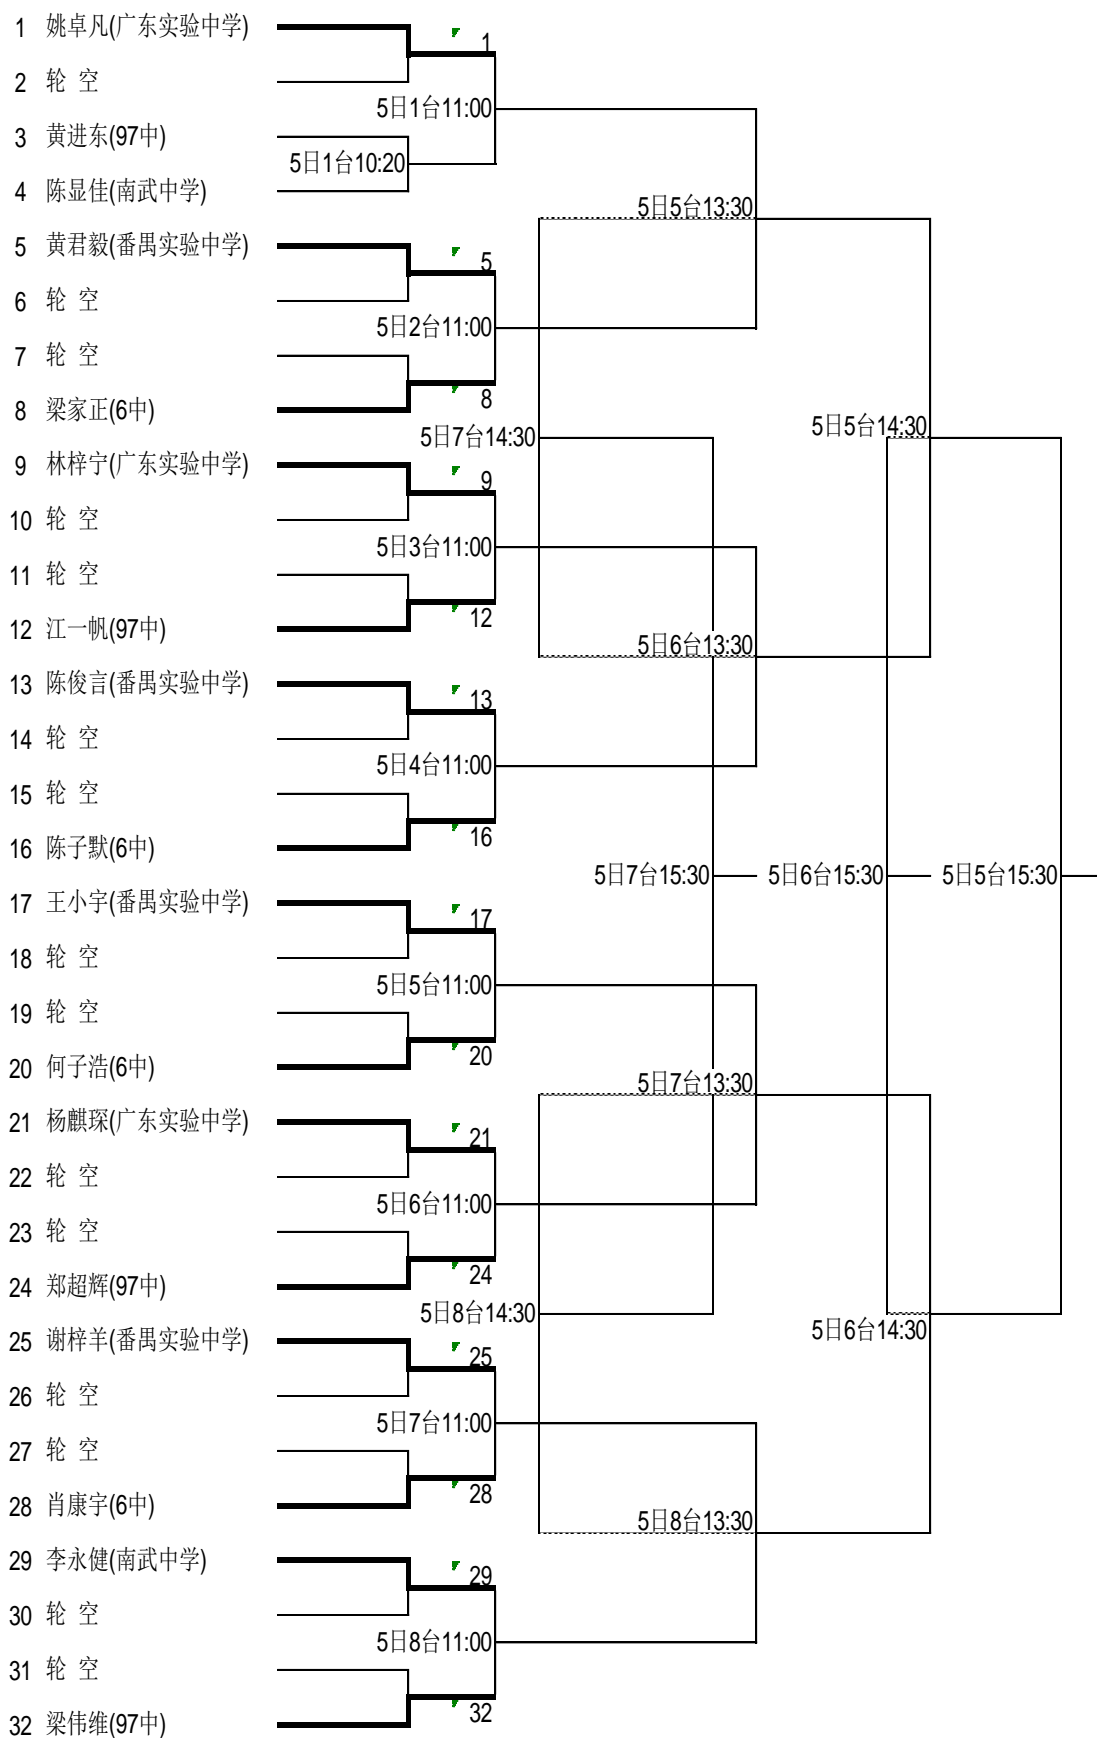 1 姚卓凡(广东实验中学)
1
2 轮 空
5日1台11:00
3 黄进东(97中)
5日1台10:20
4 陈显佳(南武中学)
5日5台13:30
5 黄君毅(番禺实验中学)
5
6 轮 空
5日2台11:00
7 轮 空
8
8 梁家正(6中)
5日7台14:30
5日5台14:30
9 林梓宁(广东实验中学)
9
10 轮 空
5日3台11:00
11 轮 空
12
12 江一帆(97中)
5日6台13:30
13 陈俊言(番禺实验中学)
13
14 轮 空
5日4台11:00
15 轮 空
16
16 陈子默(6中)
5日7台15:30
5日6台15:30
5日5台15:30
17 王小宇(番禺实验中学)
17
18 轮 空
5日5台11:00
19 轮 空
20
20 何子浩(6中)
5日7台13:30
21 杨麒琛(广东实验中学)
21
22 轮 空
5日6台11:00
23 轮 空
24
24 郑超辉(97中)
5日8台14:30
5日6台14:30
25 谢梓羊(番禺实验中学)
25
26 轮 空
5日7台11:00
27 轮 空
28
28 肖康宇(6中)
5日8台13:30
29 李永健(南武中学)
29
30 轮 空
5日8台11:00
31 轮 空
32
32 梁伟维(97中)